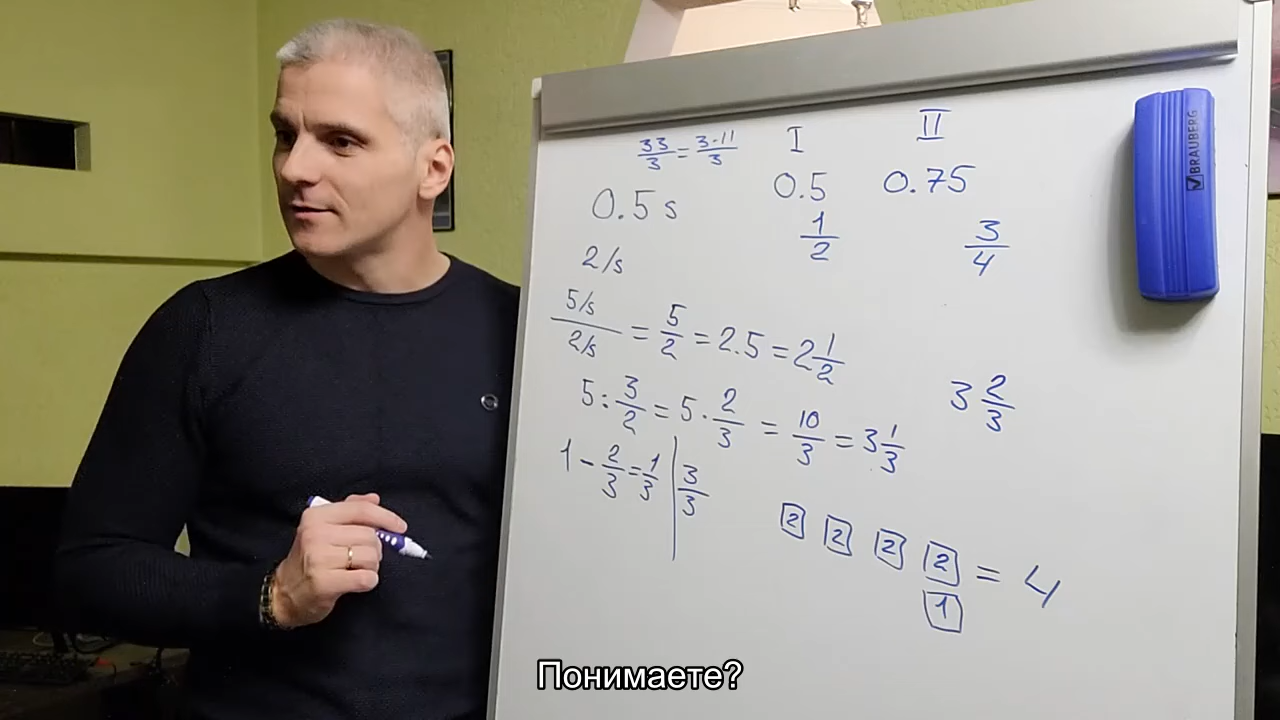 33/3 = 3·11/3
I II
0.5 s 0.5 0.75
1/2 3/4
2/s
5/s / 2/s = 5/2 = 2.5 = 2 1/2
5 : 3/2 = 5 · 2/3 = 10/3 = 3 1/3
3 2/3
1 - 2/3 = 1/3 | 3/3
2 2 2 2 = 4
1
BRAUBERG
Понимаете?